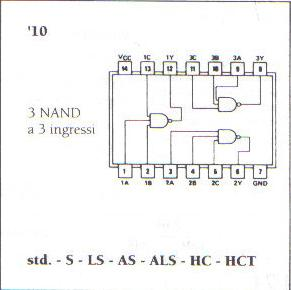 '10
VCC 1C 1Y 3C 3B 3A 3Y
14 13 12 11 10 9 8
3 NAND
a 3 ingressi
1 2 3 4 5 6 7
1A 1B 2A 2B 2C 2Y GND
std. - S - LS - AS - ALS - HC - HCT